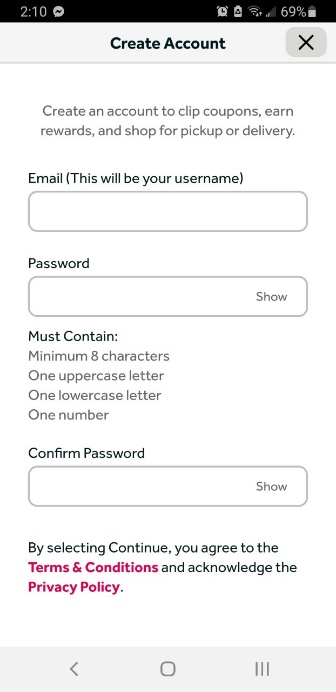 2:10 69%
Create Account
Create an account to clip coupons, earn
rewards, and shop for pickup or delivery.
Email (This will be your username)
Password
Show
Must Contain:
Minimum 8 characters
One uppercase letter
One lowercase letter
One number
Confirm Password
Show
By selecting Continue, you agree to the
Terms & Conditions and acknowledge the
Privacy Policy.